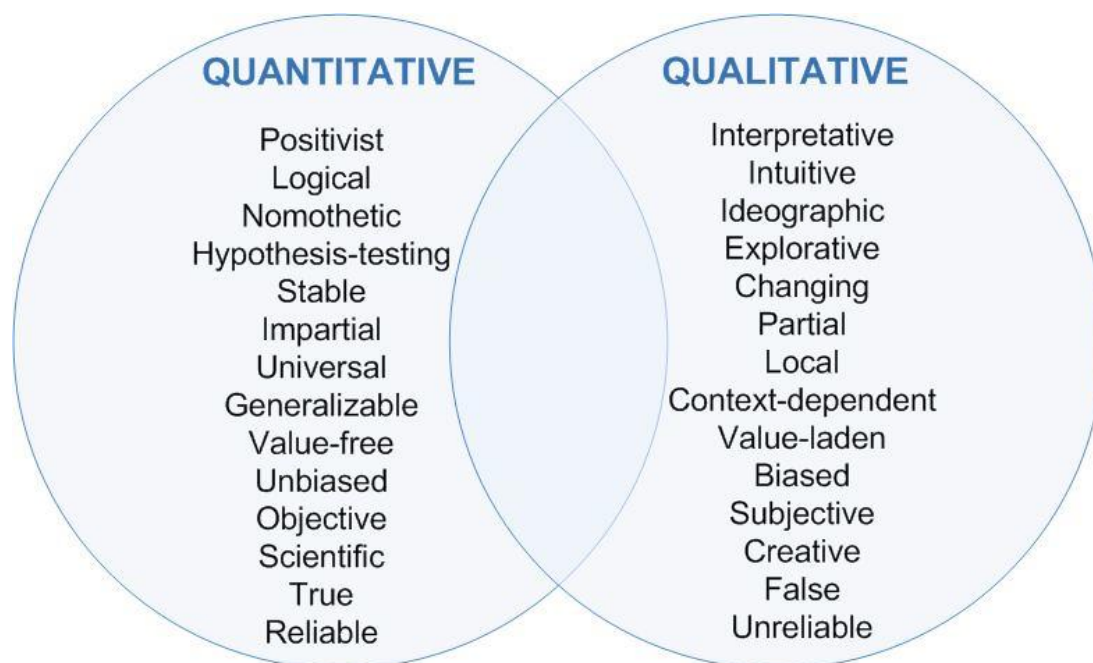 QUANTITATIVE
Positivist
Logical
Nomothetic
Hypothesis-testing
Stable
Impartial
Universal
Generalizable
Value-free
Unbiased
Objective
Scientific
True
Reliable
QUALITATIVE
Interpretative
Intuitive
Ideographic
Explorative
Changing
Partial
Local
Context-dependent
Value-laden
Biased
Subjective
Creative
False
Unreliable